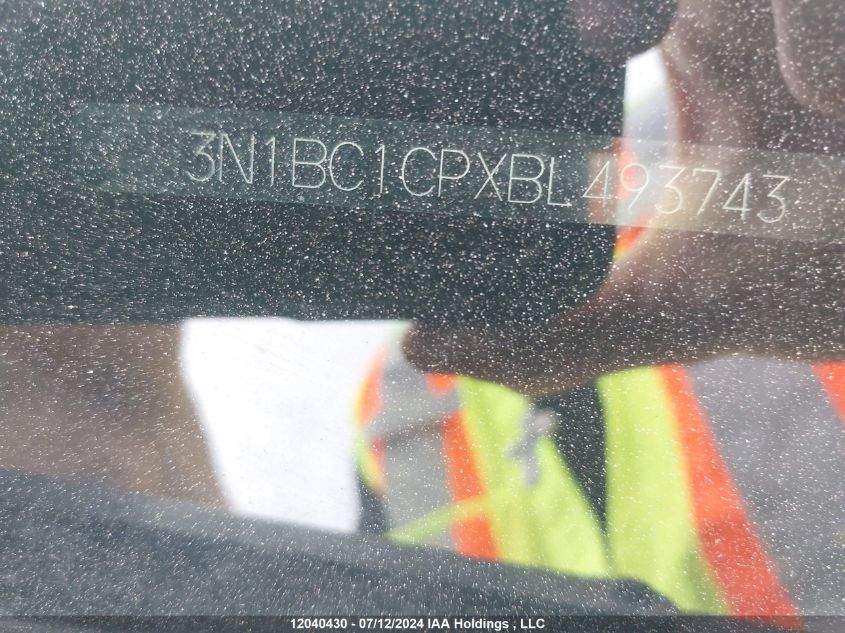 3N1BC1CPXBL493743
12040430 - 07/12/2024 IAA Holdings , LLC